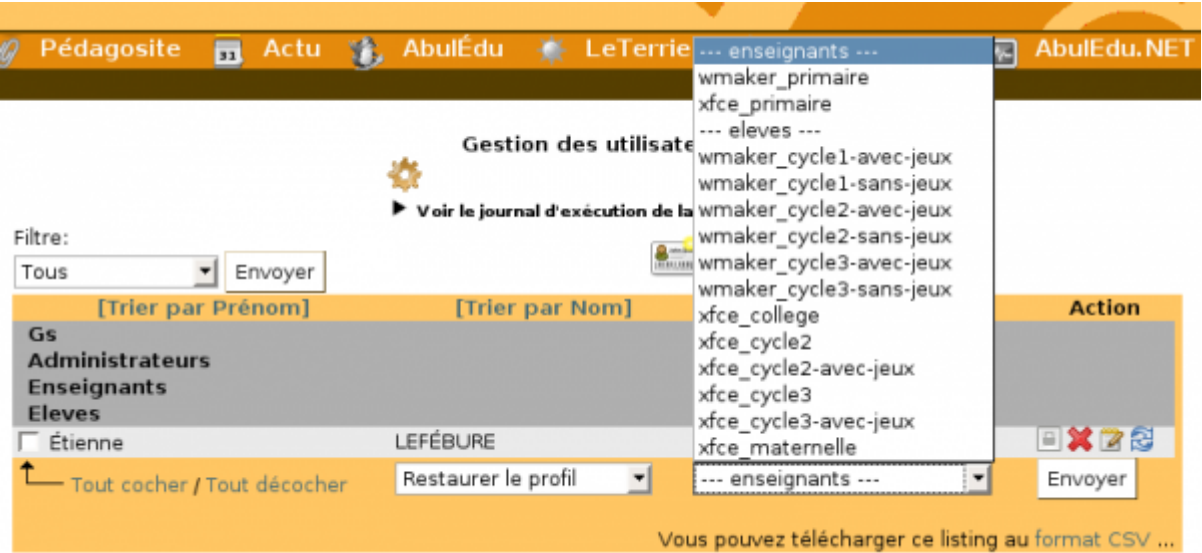 Pédagosite Actu AbulÉdu LeTerrie AbulEdu.NET
--- enseignants ---
wmaker_primaire
xfce_primaire
--- eleves ---
wmaker_cycle1-avec-jeux
wmaker_cycle1-sans-jeux
wmaker_cycle2-avec-jeux
wmaker_cycle2-sans-jeux
wmaker_cycle3-avec-jeux
wmaker_cycle3-sans-jeux
xfce_college
xfce_cycle2
xfce_cycle2-avec-jeux
xfce_cycle3
xfce_cycle3-avec-jeux
xfce_maternelle
Gestion des utilisate
Voir le journal d'exécution de la
Filtre:
Tous Envoyer
[Trier par Prénom] [Trier par Nom] Action
Gs
Administrateurs
Enseignants
Eleves
Étienne LEFÉBURE
Tout cocher / Tout décocher Restaurer le profil --- enseignants --- Envoyer
Vous pouvez télécharger ce listing au format CSV ...